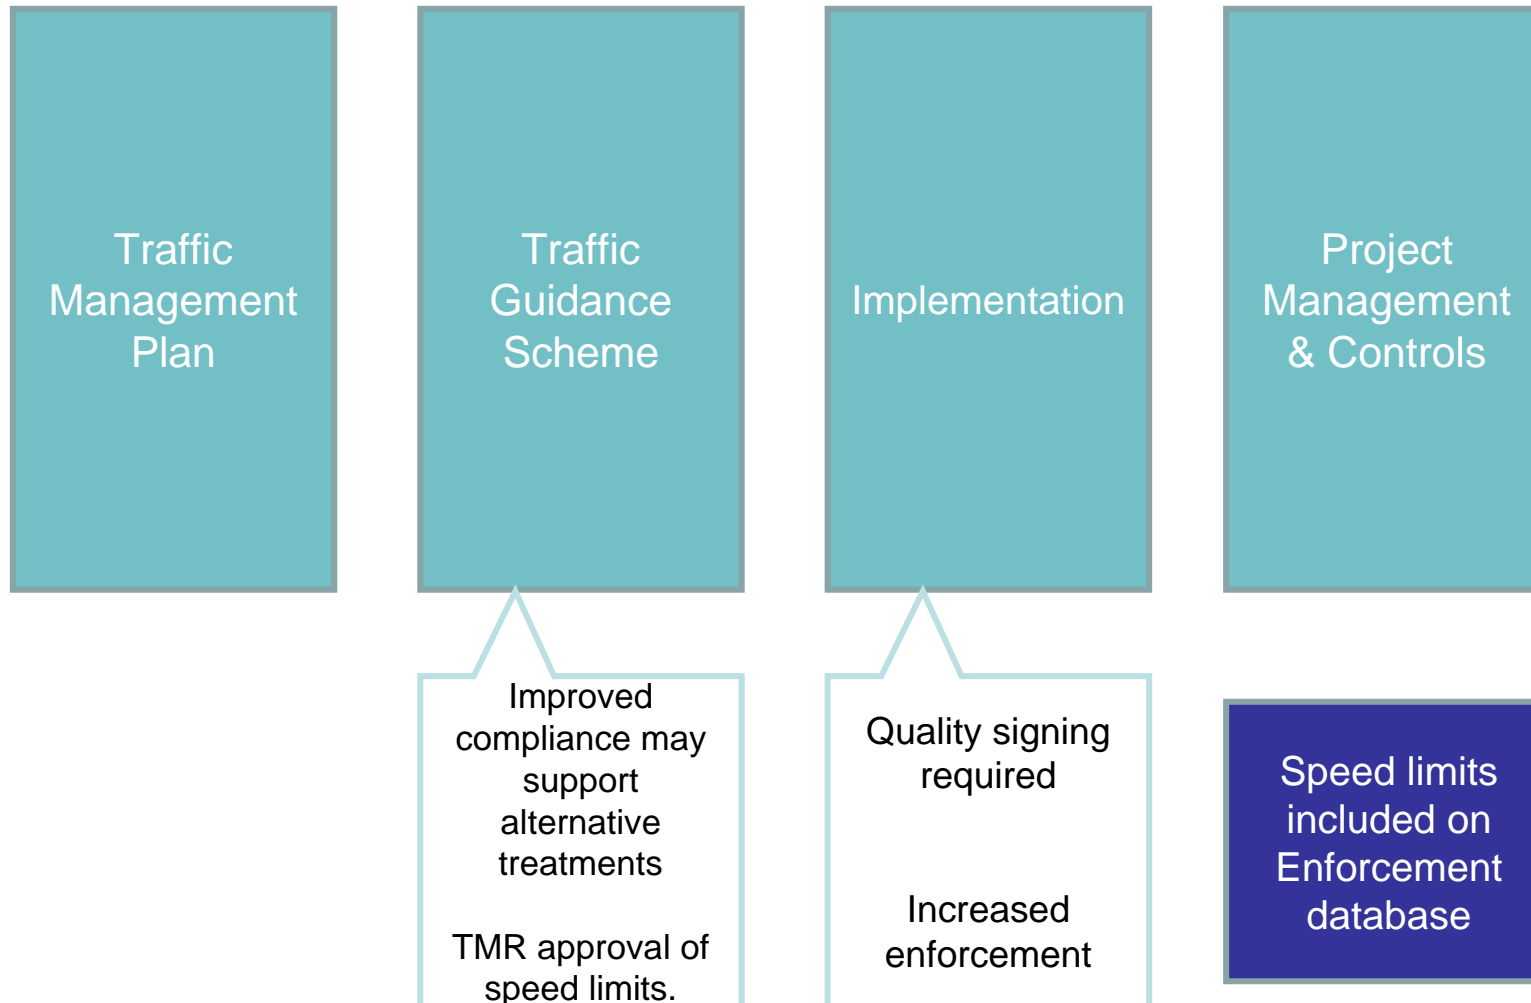 Traffic
Management
Plan
Traffic
Guidance
Scheme
Implementation
Project
Management
& Controls
Improved
compliance may
support
alternative
treatments
TMR approval of
speed limits.
Quality signing
required
Increased
enforcement
Speed limits
included on
Enforcement
database